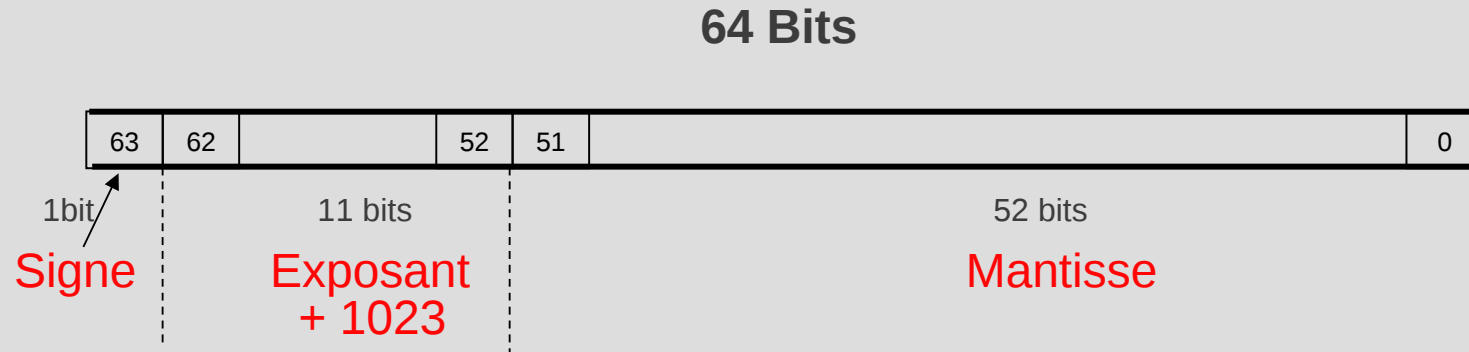 64 Bits
63 62 52 51 0
1bit 11 bits 52 bits
Signe Exposant Mantisse
+ 1023